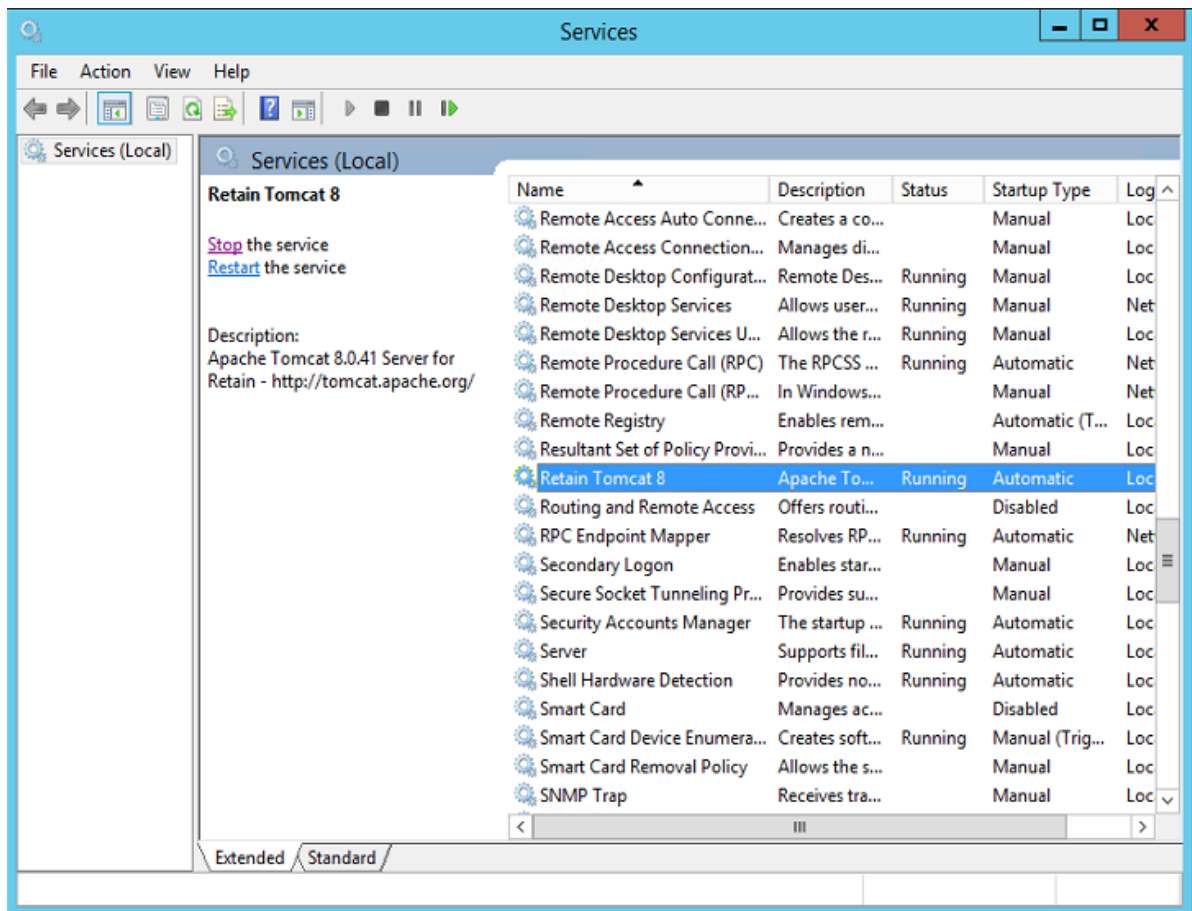 Services
File Action View Help
Services (Local)
Services (Local)
Retain Tomcat 8
Stop the service
Restart the service
Description:
Apache Tomcat 8.0.41 Server for
Retain - http://tomcat.apache.org/
Name Description Status Startup Type Log
Remote Access Auto Conne... Creates a co... Manual Loc
Remote Access Connection... Manages di... Manual Loc
Remote Desktop Configurat... Remote Des... Running Manual Loc
Remote Desktop Services Allows user... Running Manual Net
Remote Desktop Services U... Allows the r... Running Manual Loc
Remote Procedure Call (RPC) The RPCSS ... Running Automatic Net
Remote Procedure Call (RP... In Windows... Manual Net
Remote Registry Enables rem... Automatic (T... Loc
Resultant Set of Policy Provi... Provides a n... Manual Loc
Retain Tomcat 8 Apache To... Running Automatic Loc
Routing and Remote Access Offers routi... Disabled Loc
RPC Endpoint Mapper Resolves RP... Running Automatic Net
Secondary Logon Enables star... Manual Loc
Secure Socket Tunneling Pr... Provides su... Manual Loc
Security Accounts Manager The startup ... Running Automatic Loc
Server Supports fil... Running Automatic Loc
Shell Hardware Detection Provides no... Running Automatic Loc
Smart Card Manages ac... Disabled Loc
Smart Card Device Enumera... Creates soft... Running Manual (Trig... Loc
Smart Card Removal Policy Allows the s... Manual Loc
SNMP Trap Receives tra... Manual Loc
Extended Standard